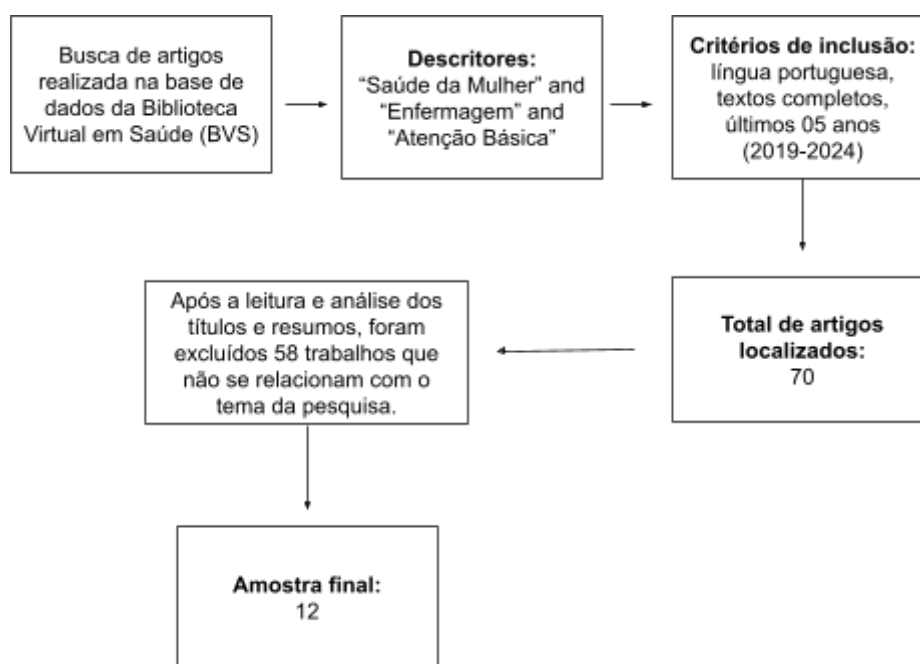 Busca de artigos
realizada na base de
dados da Biblioteca
Virtual em Saúde (BVS)
Descritores:
“Saúde da Mulher” and
“Enfermagem” and
“Atenção Básica”
Critérios de inclusão:
língua portuguesa,
textos completos,
últimos 05 anos
(2019-2024)
Total de artigos
localizados:
70
Após a leitura e análise dos
títulos e resumos, foram
excluídos 58 trabalhos que
não se relacionam com o
tema da pesquisa.
Amostra final:
12